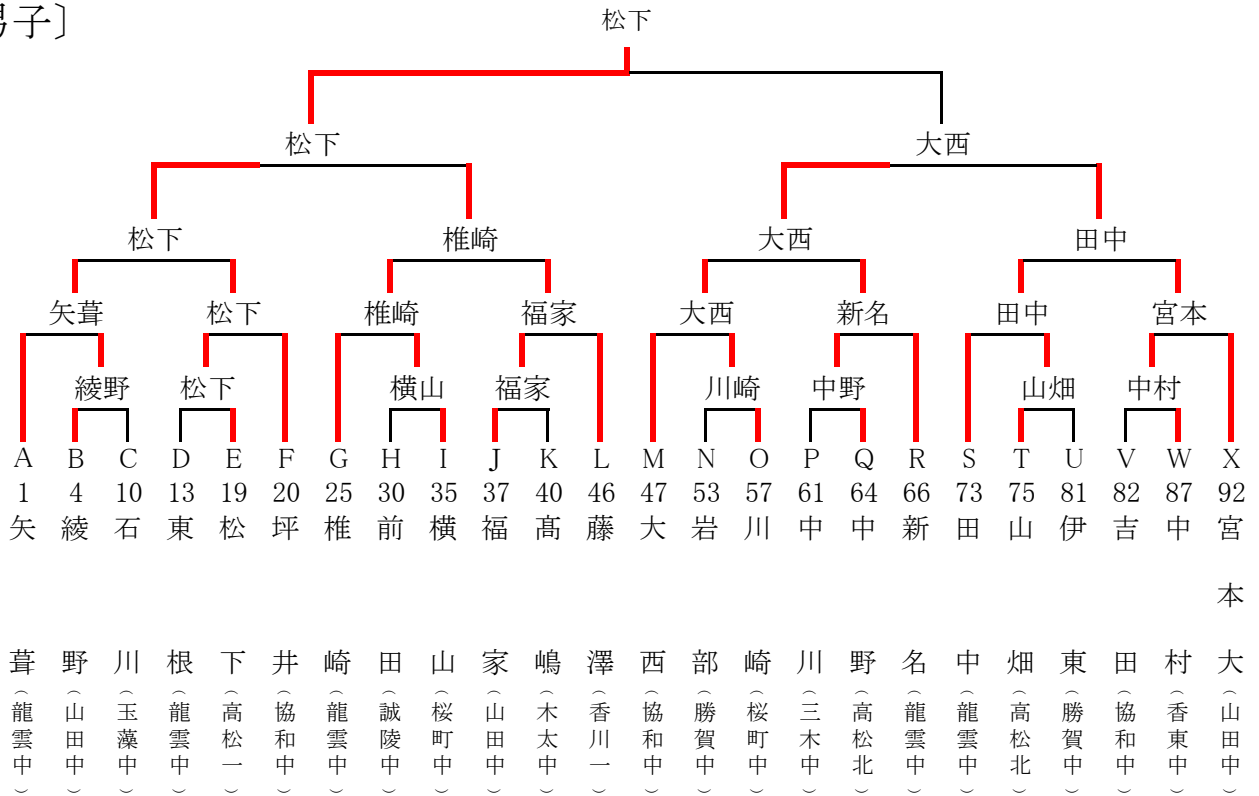 男子〕
松下
松下 大西
松下 椎崎 大西 田中
矢葺 松下 椎崎 福家 大西 新名 田中 宮本
綾野 松下 横山 福家 川崎 中野 山畑 中村
A B C D E F G H I J K L M N O P Q R S T U V W X
1 4 10 13 19 20 25 30 35 37 40 46 47 53 57 61 64 66 73 75 81 82 87 92
矢葺（龍雲中）
綾野（山田中）
石川（玉藻中）
東根（龍雲中）
松下（高松一）
坪井（協和中）
椎崎（龍雲中）
前田（誠陵中）
横山（桜町中）
福家（山田中）
髙嶋（木太中）
藤澤（香川一）
大西（協和中）
岩部（勝賀中）
川崎（桜町中）
中川（三木中）
中野（高松北）
新名（龍雲中）
田中（龍雲中）
山畑（高松北）
伊東（勝賀中）
吉田（協和中）
中村（香東中）
宮本大（山田中）